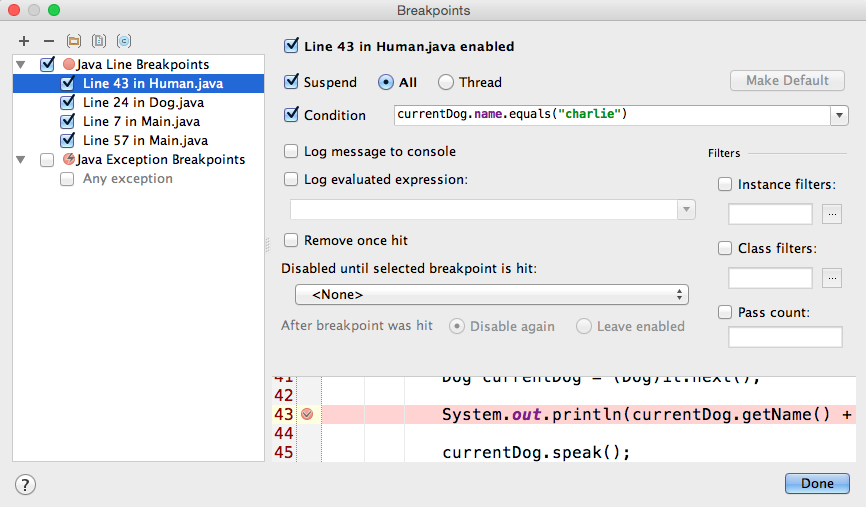 Breakpoints
Java Line Breakpoints
Line 43 in Human.java
Line 24 in Dog.java
Line 7 in Main.java
Line 57 in Main.java
Java Exception Breakpoints
Any exception
Line 43 in Human.java enabled
Suspend All Thread Make Default
Condition currentDog.name.equals("charlie")
Log message to console
Log evaluated expression:
Remove once hit
Disabled until selected breakpoint is hit:
<None>
After breakpoint was hit Disable again Leave enabled
Filters
Instance filters:
...
Class filters:
...
Pass count:
41 Dog currentDog = (Dog)it.next();
42
43 System.out.println(currentDog.getName() +
44
45 currentDog.speak();
? Done